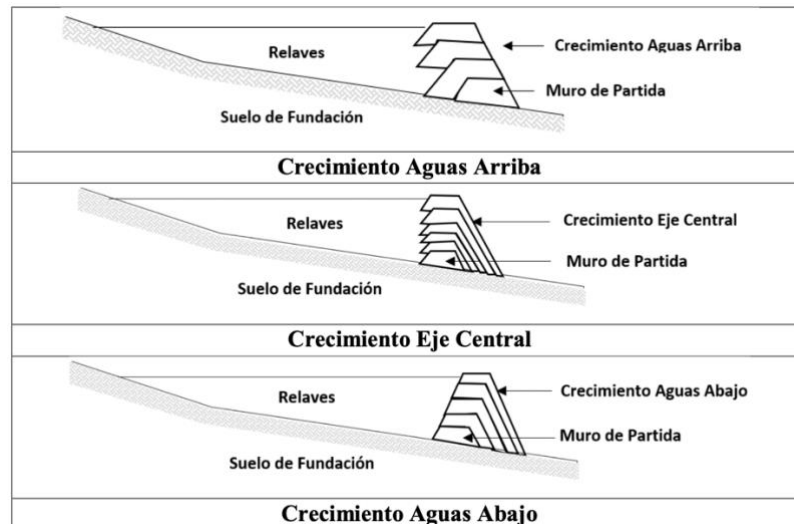 Relaves
Crecimiento Aguas Arriba
Muro de Partida
Suelo de Fundación
Crecimiento Aguas Arriba
Relaves
Crecimiento Eje Central
Muro de Partida
Suelo de Fundación
Crecimiento Eje Central
Relaves
Crecimiento Aguas Abajo
Muro de Partida
Suelo de Fundación
Crecimiento Aguas Abajo